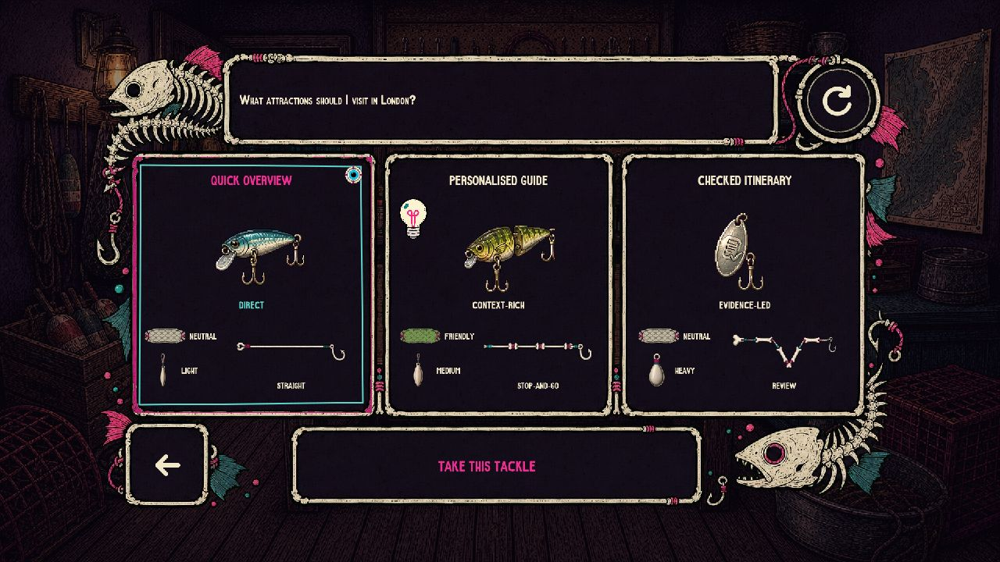 What attractions should I visit in London?
QUICK OVERVIEW
DIRECT
NEUTRAL
LIGHT
STRAIGHT
PERSONALISED GUIDE
CONTEXT-RICH
FRIENDLY
MEDIUM
STOP-AND-GO
CHECKED ITINERARY
EVIDENCE-LED
NEUTRAL
HEAVY
REVIEW
TAKE THIS TACKLE